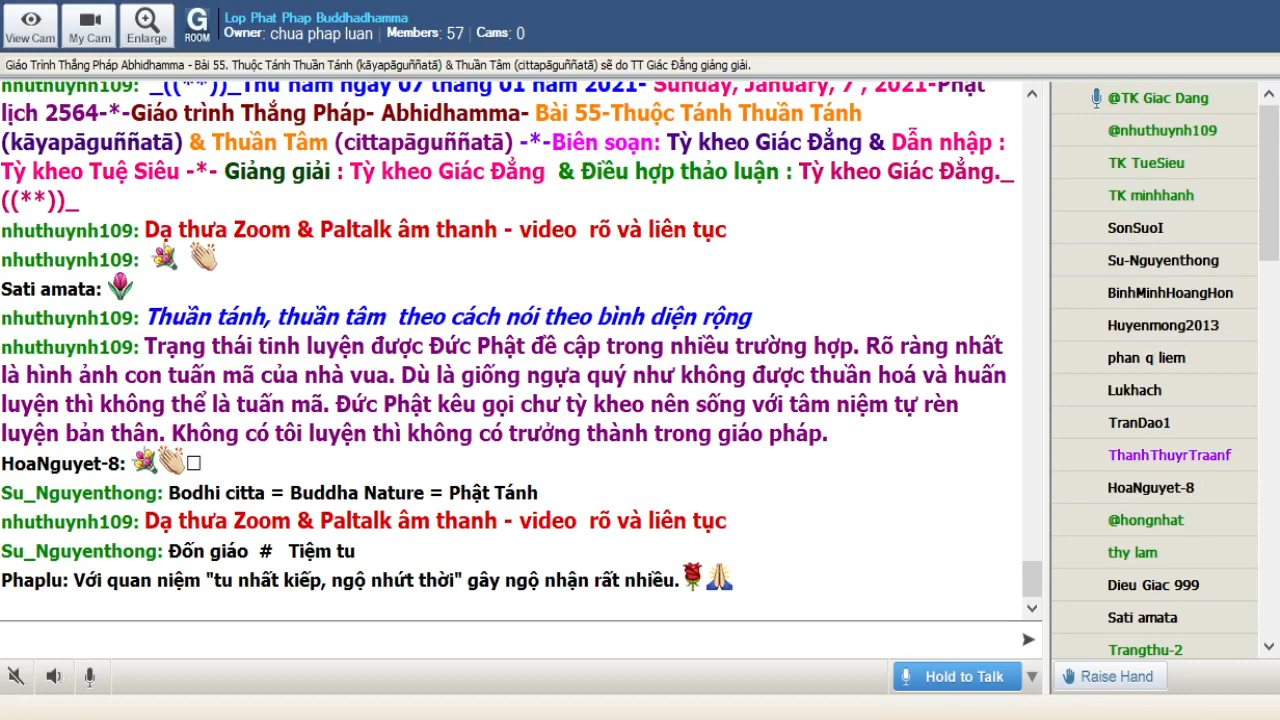 View Cam
My Cam
Enlarge
G
ROOM
Lop Phat Phap Buddhadhamma
Owner: chua phap luan | Members: 57 | Cams: 0
Giáo Trình Thắng Pháp Abhidhamma - Bài 55. Thuộc Tánh Thuần Tánh (kāyapāguññatā) & Thuần Tâm (cittapāguññatā) sẽ do TT Giác Đẳng giảng giải.
nhuthuynh109: _((**))_Thứ năm ngày 07 tháng 01 năm 2021- Sunday, January, 7 , 2021-Phật
lịch 2564-*-Giáo trình Thắng Pháp- Abhidhamma- Bài 55-Thuộc Tánh Thuần Tánh
(kāyapāguññatā) & Thuần Tâm (cittapāguññatā) -*-Biên soạn: Tỳ kheo Giác Đẳng & Dẫn nhập :
Tỳ kheo Tuệ Siêu -*- Giảng giải : Tỳ kheo Giác Đẳng & Điều hợp thảo luận : Tỳ kheo Giác Đẳng._
((**))_
nhuthuynh109: Dạ thưa Zoom & Paltalk âm thanh - video rõ và liên tục
nhuthuynh109:
Sati amata:
nhuthuynh109: Thuần tánh, thuần tâm theo cách nói theo bình diện rộng
nhuthuynh109: Trạng thái tinh luyện được Đức Phật đề cập trong nhiều trường hợp. Rõ ràng nhất
là hình ảnh con tuấn mã của nhà vua. Dù là giống ngựa quý như không được thuần hoá và huấn
luyện thì không thể là tuấn mã. Đức Phật kêu gọi chư tỳ kheo nên sống với tâm niệm tự rèn
luyện bản thân. Không có tôi luyện thì không có trưởng thành trong giáo pháp.
HoaNguyet-8:
Su_Nguyenthong: Bodhi citta = Buddha Nature = Phật Tánh
nhuthuynh109: Dạ thưa Zoom & Paltalk âm thanh - video rõ và liên tục
Su_Nguyenthong: Đốn giáo # Tiệm tu
Phaplu: Với quan niệm "tu nhất kiếp, ngộ nhứt thời" gây ngộ nhận rất nhiều.
@TK Giac Dang
@nhuthuynh109
TK TueSieu
TK minhhanh
SonSuoI
Su-Nguyenthong
BinhMinhHoangHon
Huyenmong2013
phan q liem
Lukhach
TranDao1
ThanhThuyrTraanf
HoaNguyet-8
@hongnhat
thy lam
Dieu Giac 999
Sati amata
Trangthu-2
Hold to Talk
Raise Hand